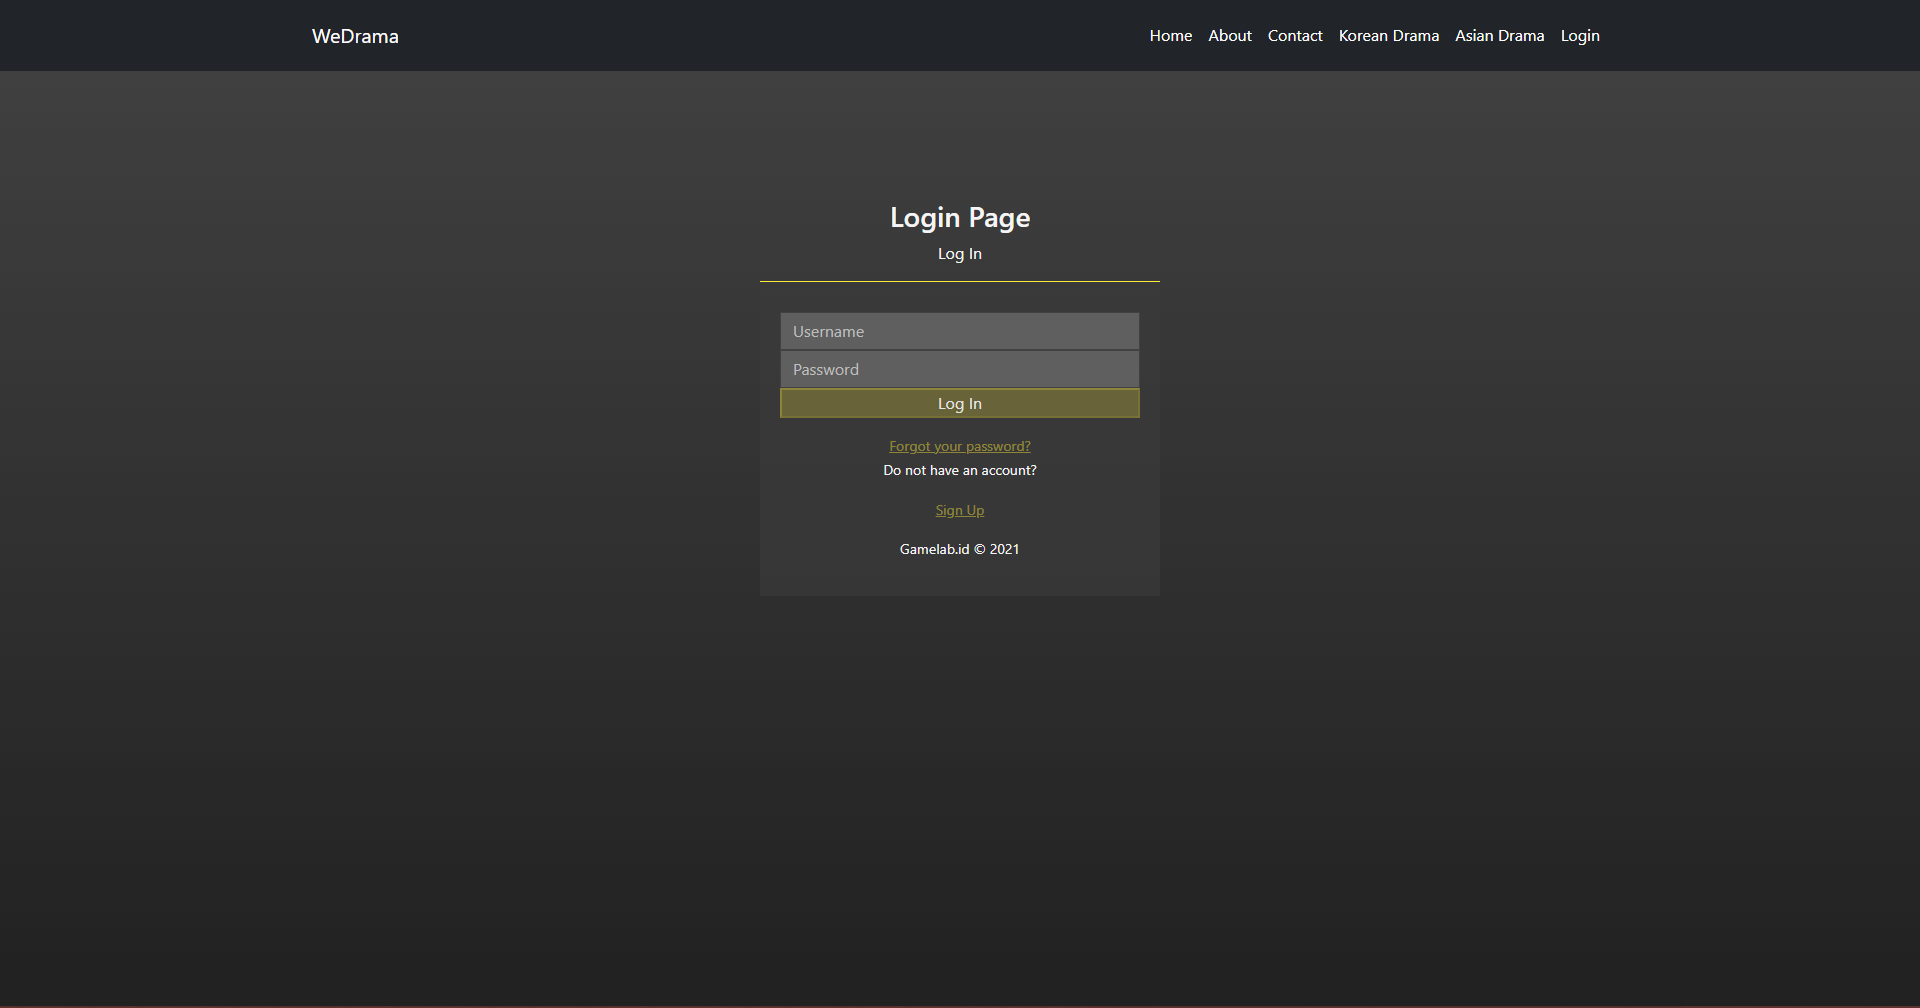 WeDrama
Home About Contact Korean Drama Asian Drama Login
Login Page
Log In
Username
Password
Log In
Forgot your password?
Do not have an account?
Sign Up
Gamelab.id © 2021